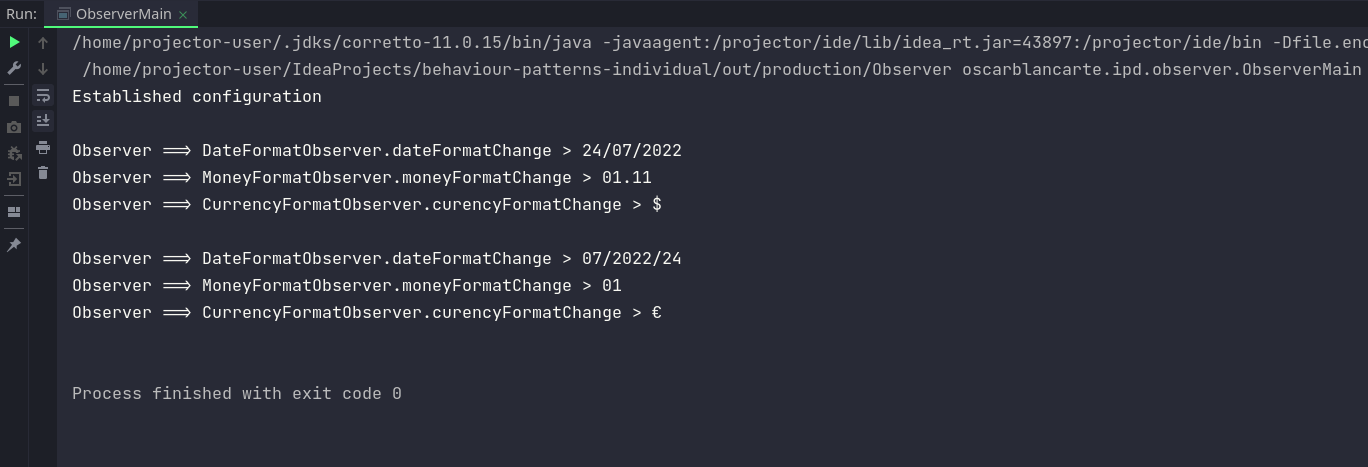 Run: ObserverMain ×
/home/projector-user/.jdks/corretto-11.0.15/bin/java -javaagent:/projector/ide/lib/idea_rt.jar=43897:/projector/ide/bin -Dfile.enc
/home/projector-user/IdeaProjects/behaviour-patterns-individual/out/production/Observer oscarblancarte.ipd.observer.ObserverMain
Established configuration
Observer ==> DateFormatObserver.dateFormatChange > 24/07/2022
Observer ==> MoneyFormatObserver.moneyFormatChange > 01.11
Observer ==> CurrencyFormatObserver.curencyFormatChange > $
Observer ==> DateFormatObserver.dateFormatChange > 07/2022/24
Observer ==> MoneyFormatObserver.moneyFormatChange > 01
Observer ==> CurrencyFormatObserver.curencyFormatChange > €
Process finished with exit code 0